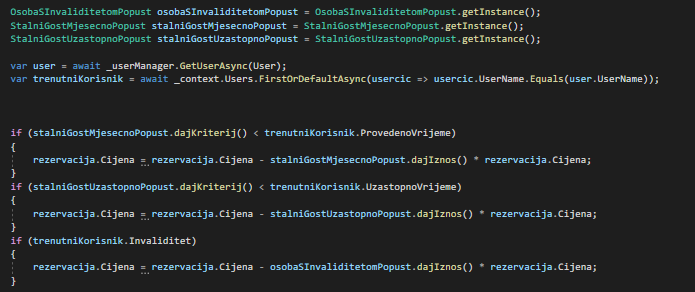 OsobaSInvaliditetomPopust osobaSInvaliditetomPopust = OsobaSInvaliditetomPopust.getInstance();
StalniGostMjesecnoPopust stalniGostMjesecnoPopust = StalniGostMjesecnoPopust.getInstance();
StalniGostUzastopnoPopust stalniGostUzastopnoPopust = StalniGostUzastopnoPopust.getInstance();
var user = await _userManager.GetUserAsync(User);
var trenutniKorisnik = await _context.Users.FirstOrDefaultAsync(usercic => usercic.UserName.Equals(user.UserName));
if (stalniGostMjesecnoPopust.dajKriterij() < trenutniKorisnik.ProvedenoVrijeme)
{
rezervacija.Cijena = rezervacija.Cijena - stalniGostMjesecnoPopust.dajIznos() * rezervacija.Cijena;
}
if (stalniGostUzastopnoPopust.dajKriterij() < trenutniKorisnik.UzastopnoVrijeme)
{
rezervacija.Cijena = rezervacija.Cijena - stalniGostUzastopnoPopust.dajIznos() * rezervacija.Cijena;
}
if (trenutniKorisnik.Invaliditet)
{
rezervacija.Cijena = rezervacija.Cijena - osobaSInvaliditetomPopust.dajIznos() * rezervacija.Cijena;
}